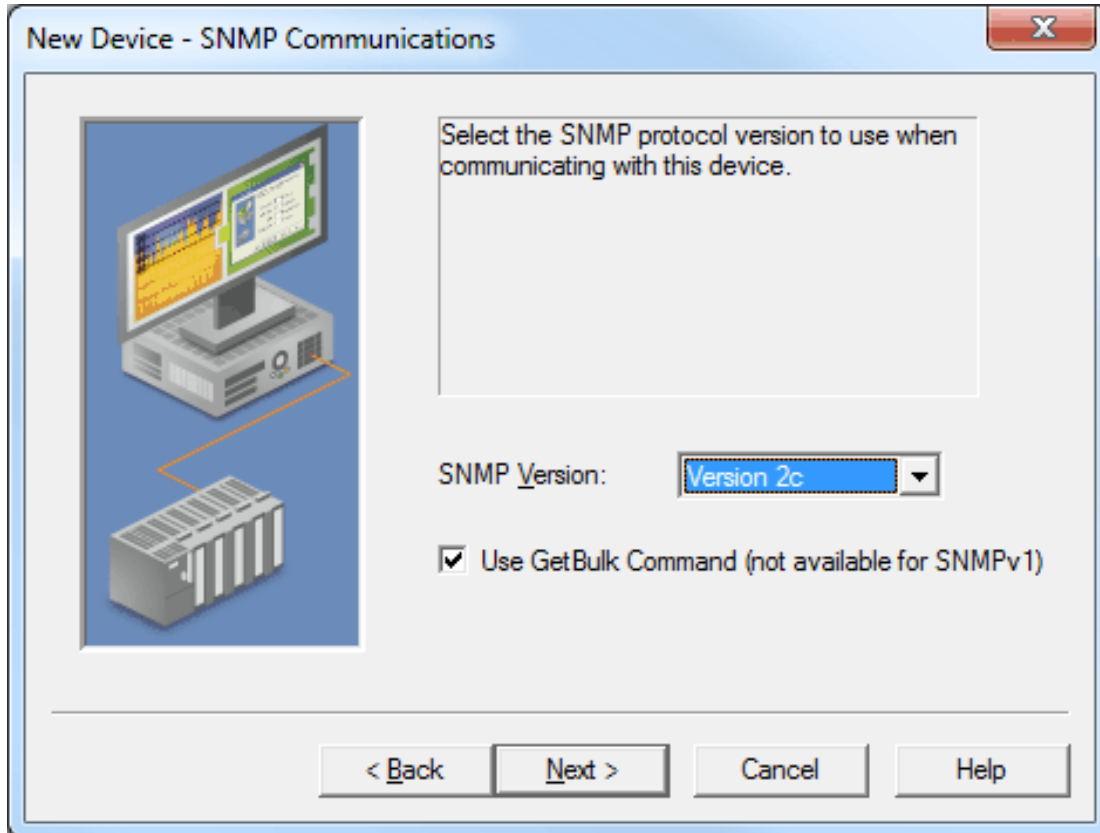 New Device - SNMP Communications
Select the SNMP protocol version to use when
communicating with this device.
SNMP Version:
Version 2c
Use GetBulk Command (not available for SNMPv1)
< Back
Next >
Cancel
Help